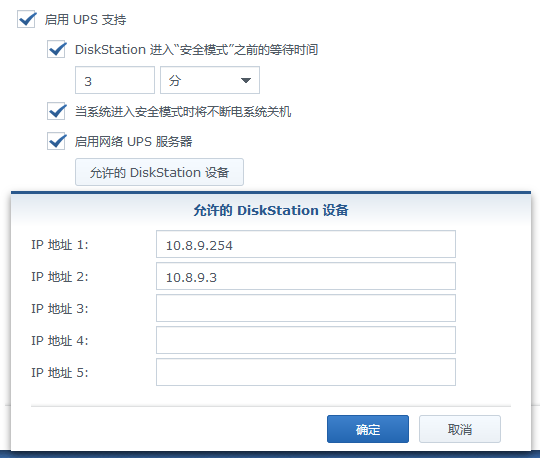 启用 UPS 支持
DiskStation 进入“安全模式”之前的等待时间
3 分
当系统进入安全模式时将不断电系统关机
启用网络 UPS 服务器
允许的 DiskStation 设备
允许的 DiskStation 设备
IP 地址 1: 10.8.9.254
IP 地址 2: 10.8.9.3
IP 地址 3:
IP 地址 4:
IP 地址 5:
确定 取消